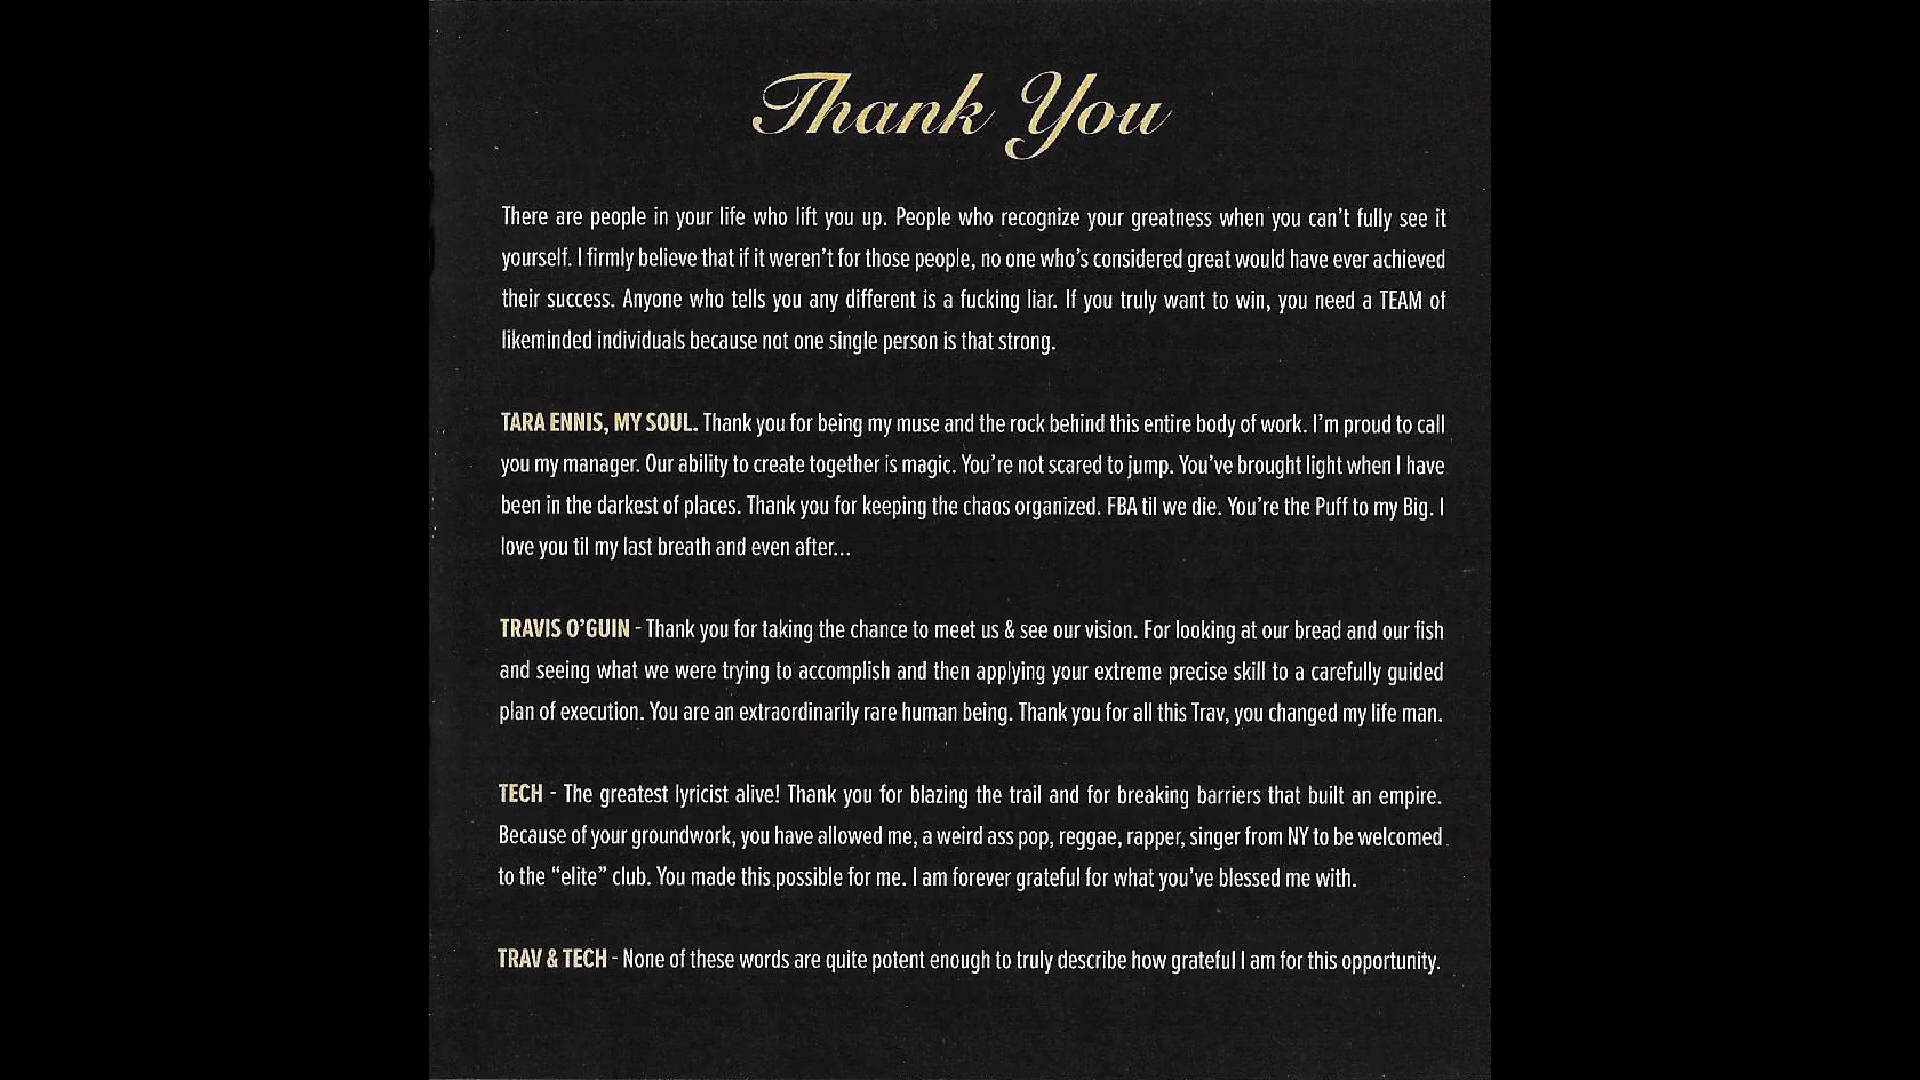 Thank You
There are people in your life who lift you up. People who recognize your greatness when you can't fully see it
yourself. I firmly believe that if it weren't for those people, no one who's considered great would have ever achieved
their success. Anyone who tells you any different is a fucking liar. If you truly want to win, you need a TEAM of
likeminded individuals because not one single person is that strong.
TARA ENNIS, MY SOUL. Thank you for being my muse and the rock behind this entire body of work. I'm proud to call
you my manager. Our ability to create together is magic. You're not scared to jump. You've brought light when I have
been in the darkest of places. Thank you for keeping the chaos organized. FBA til we die. You're the Puff to my Big. I
love you til my last breath and even after...
TRAVIS O'GUIN - Thank you for taking the chance to meet us & see our vision. For looking at our bread and our fish
and seeing what we were trying to accomplish and then applying your extreme precise skill to a carefully guided
plan of execution. You are an extraordinarily rare human being. Thank you for all this Trav, you changed my life man.
TECH - The greatest lyricist alive! Thank you for blazing the trail and for breaking barriers that built an empire.
Because of your groundwork, you have allowed me, a weird ass pop, reggae, rapper, singer from NY to be welcomed
to the "elite" club. You made this possible for me. I am forever grateful for what you've blessed me with.
TRAV & TECH - None of these words are quite potent enough to truly describe how grateful I am for this opportunity.